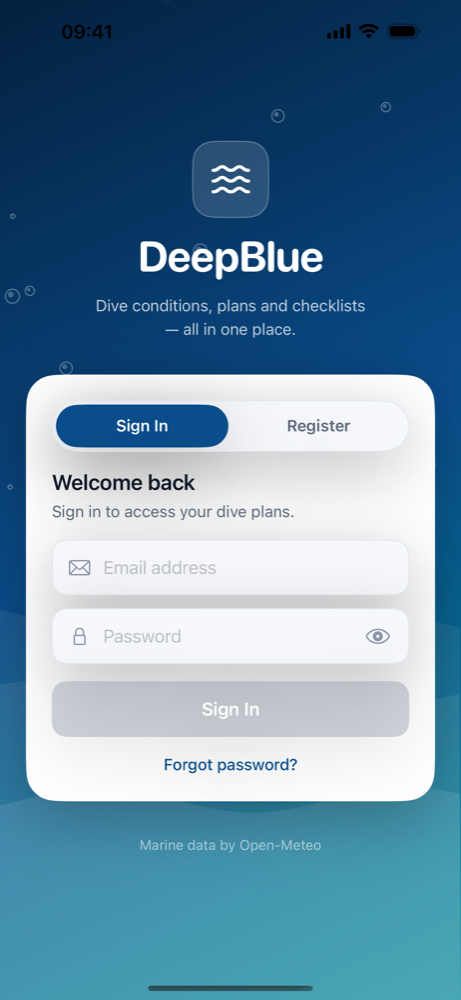 09:41
DeepBlue
Dive conditions, plans and checklists
— all in one place.
Sign In
Register
Welcome back
Sign in to access your dive plans.
Email address
Password
Sign In
Forgot password?
Marine data by Open-Meteo